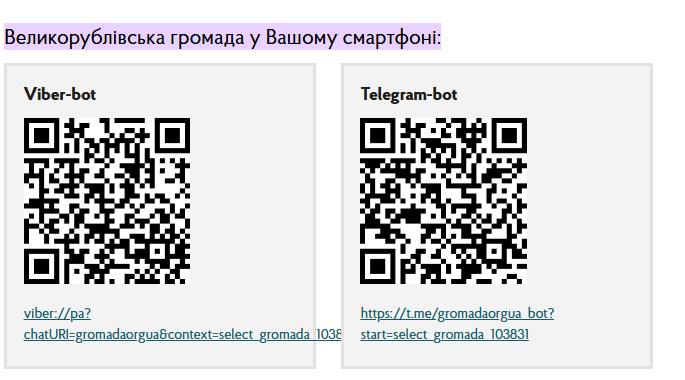 Великорублівська громада у Вашому смартфоні:
Viber-bot
viber://pa?
chatURI=gromadaorgua&context=select_gromada_1038
Telegram-bot
https://t.me/gromadaorgua_bot?
start=select_gromada_103831